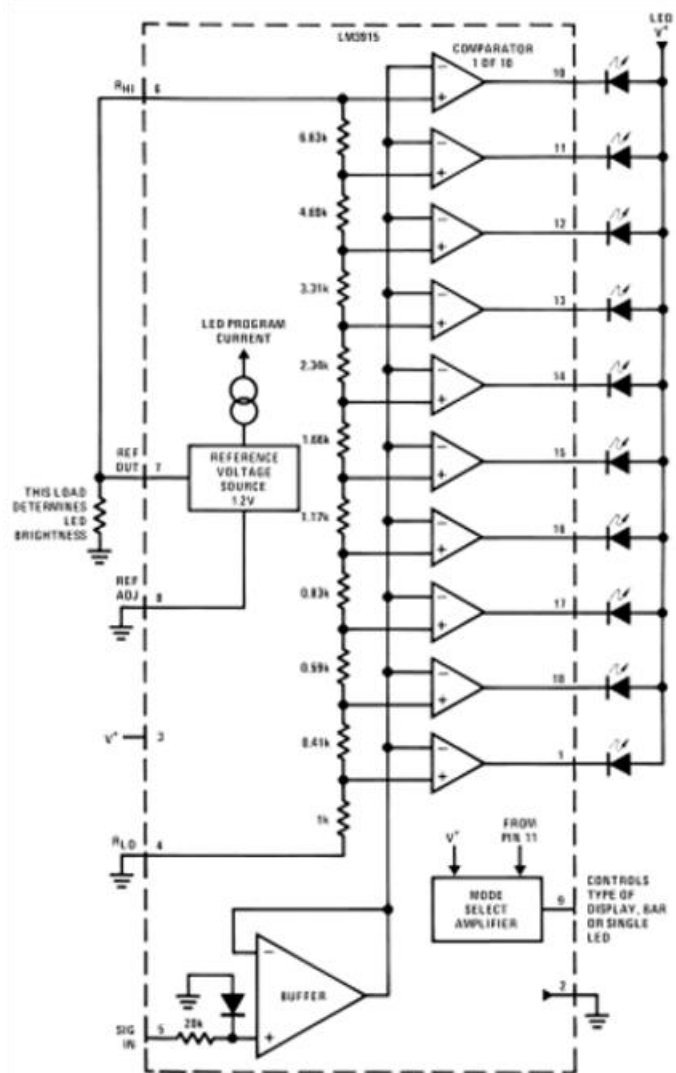 LED
V+
LM3915
COMPARATOR
1 OF 10
RHI
6
10
6.63k
11
4.69k
12
3.31k
13
LED PROGRAM
CURRENT
2.34k
14
REF
OUT
7
REFERENCE
VOLTAGE
SOURCE
1.2V
1.66k
15
THIS LOAD
DETERMINES
LED
BRIGHTNESS
1.17k
16
REF
ADJ
8
0.83k
17
0.59k
18
V+
3
0.41k
1
1k
RLO
4
V+
FROM
PIN 11
MODE
SELECT
AMPLIFIER
9
CONTROLS
TYPE OF
DISPLAY, BAR
OR SINGLE
LED
BUFFER
2
SIG
IN
5
20k